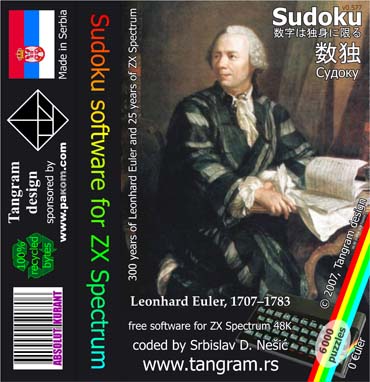 Made in Serbia
Tangram
design
sponsored by
www.pakom.com
100%
recycled
bytes
ABSOLUT KURANT
Sudoku software for ZX Spectrum
300 years of Leonhard Euler and 25 years of ZX Spectrum
Sudoku
v0.577
数字は独身に限る
数独
Судоку
Leonhard Euler, 1707–1783
free software for ZX Spectrum 48K
coded by Srbislav D. Nešić
www.tangram.rs
© 2007, Tangram design
6'000
puzzles
0 Euler